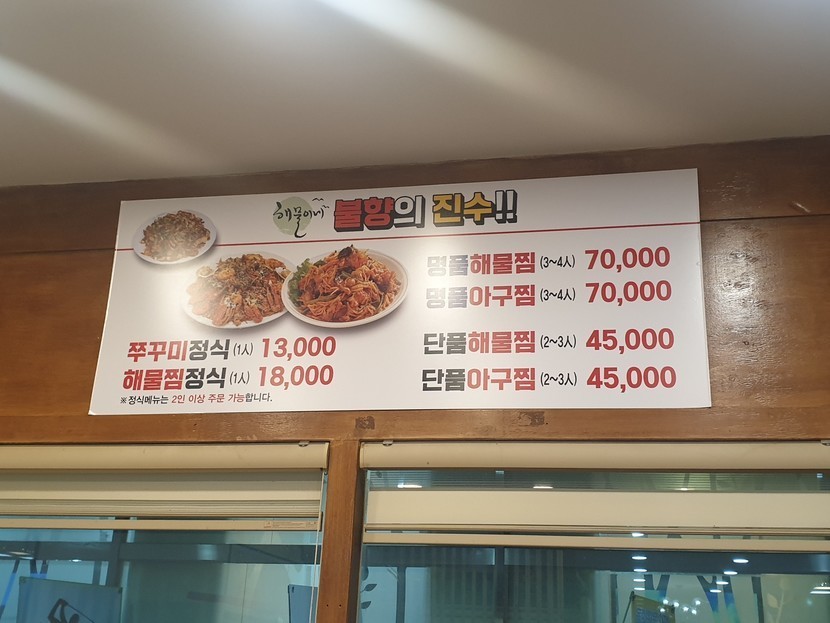 해물이네 불향의 진수!!
명품해물찜 (3~4人) 70,000
명품아구찜 (3~4人) 70,000
단품해물찜 (2~3人) 45,000
단품아구찜 (2~3人) 45,000
쭈꾸미정식 (1人) 13,000
해물찜정식 (1人) 18,000
※정식메뉴는 2인 이상 주문 가능합니다.